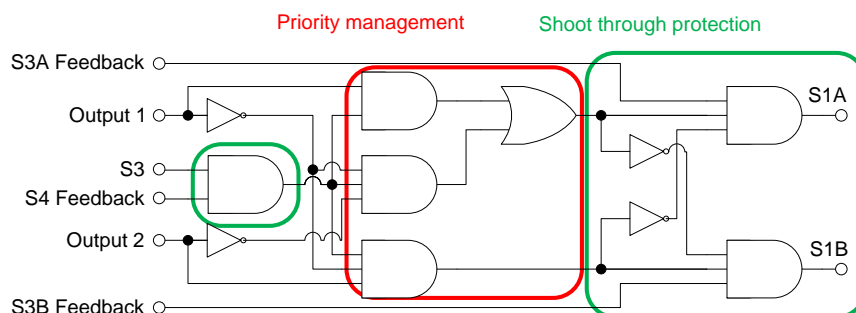 Priority management
Shoot through protection
S3A Feedback
Output 1
S1A
S3
S4 Feedback
Output 2
S1B
S3B Feedback